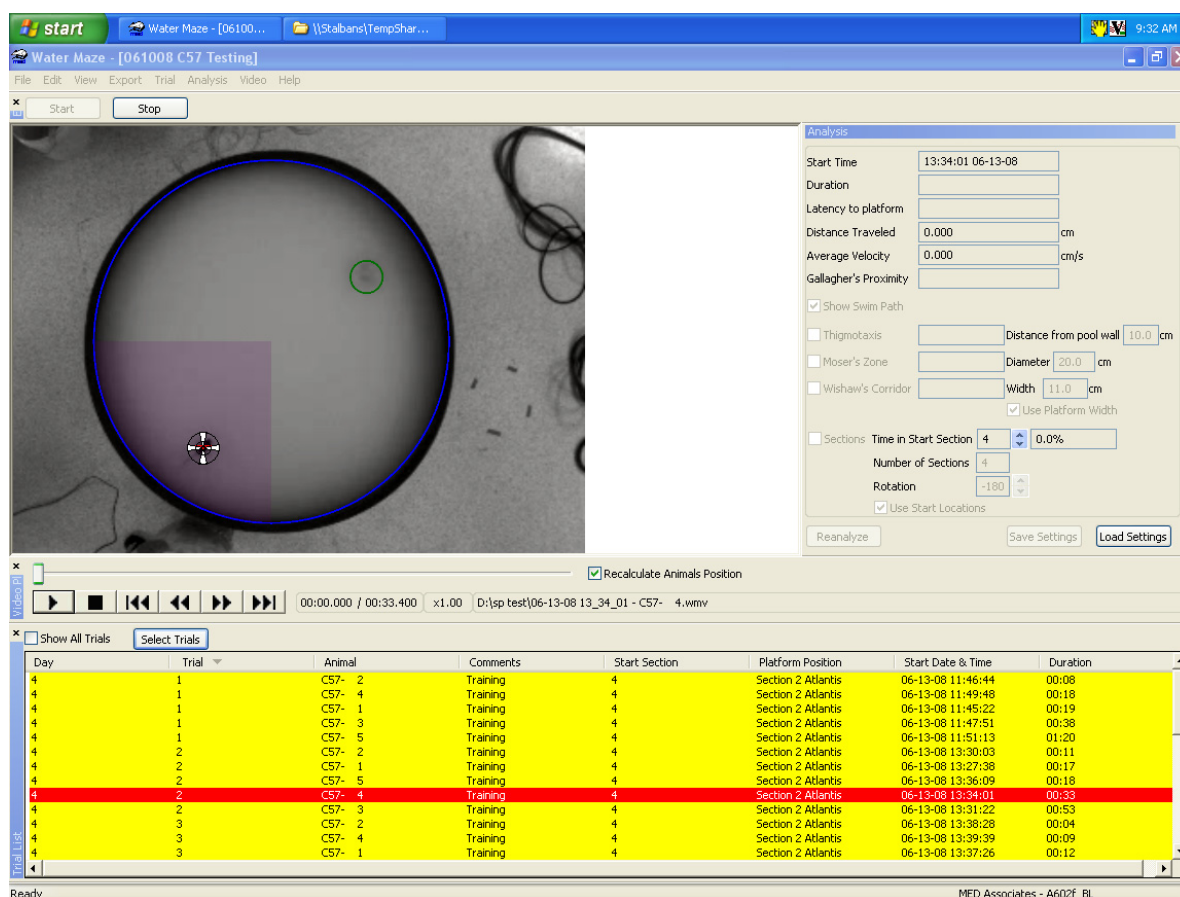 start Water Maze - [06100... \\Stalbans\TempShar... 9:32 AM
Water Maze - [061008 C57 Testing]
File Edit View Export Trial Analysis Video Help
Start Stop
Analysis
Start Time 13:34:01 06-13-08
Duration
Latency to platform
Distance Traveled 0.000 cm
Average Velocity 0.000 cm/s
Gallagher's Proximity
Show Swim Path
Thigmotaxis Distance from pool wall 10.0 cm
Moser's Zone Diameter 20.0 cm
Wishaw's Corridor Width 11.0 cm
Use Platform Width
Sections Time in Start Section 4 0.0%
Number of Sections 4
Rotation -180
Use Start Locations
Reanalyze Save Settings Load Settings
Video Pl
Recalculate Animals Position
00:00.000 / 00:33.400 x1.00 D:\sp test\06-13-08 13_34_01 - C57- 4.wmv
Show All Trials Select Trials
Day Trial Animal Comments Start Section Platform Position Start Date & Time Duration
4 1 C57- 2 Training 4 Section 2 Atlantis 06-13-08 11:46:44 00:08
4 1 C57- 4 Training 4 Section 2 Atlantis 06-13-08 11:49:48 00:18
4 1 C57- 1 Training 4 Section 2 Atlantis 06-13-08 11:45:22 00:19
4 1 C57- 3 Training 4 Section 2 Atlantis 06-13-08 11:47:51 00:38
4 1 C57- 5 Training 4 Section 2 Atlantis 06-13-08 11:51:13 01:20
4 2 C57- 2 Training 4 Section 2 Atlantis 06-13-08 13:30:03 00:11
4 2 C57- 1 Training 4 Section 2 Atlantis 06-13-08 13:27:38 00:17
4 2 C57- 5 Training 4 Section 2 Atlantis 06-13-08 13:36:09 00:18
4 2 C57- 4 Training 4 Section 2 Atlantis 06-13-08 13:34:01 00:33
4 2 C57- 3 Training 4 Section 2 Atlantis 06-13-08 13:31:22 00:53
4 3 C57- 2 Training 4 Section 2 Atlantis 06-13-08 13:38:28 00:04
4 3 C57- 4 Training 4 Section 2 Atlantis 06-13-08 13:39:39 00:09
4 3 C57- 1 Training 4 Section 2 Atlantis 06-13-08 13:37:26 00:12
Trial List
Ready MED Associates - A602f_BL